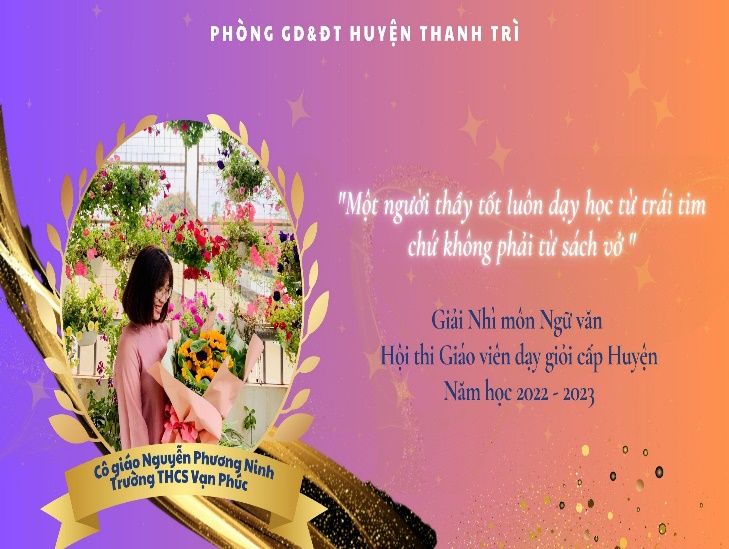 PHÒNG GD&ĐT HUYỆN THANH TRÌ
"Một người thầy tốt luôn dạy học từ trái tim
chứ không phải từ sách vở "
Giải Nhì môn Ngữ văn
Hội thi Giáo viên dạy giỏi cấp Huyện
Năm học 2022 - 2023
Cô giáo Nguyễn Phương Ninh
Trường THCS Vạn Phúc